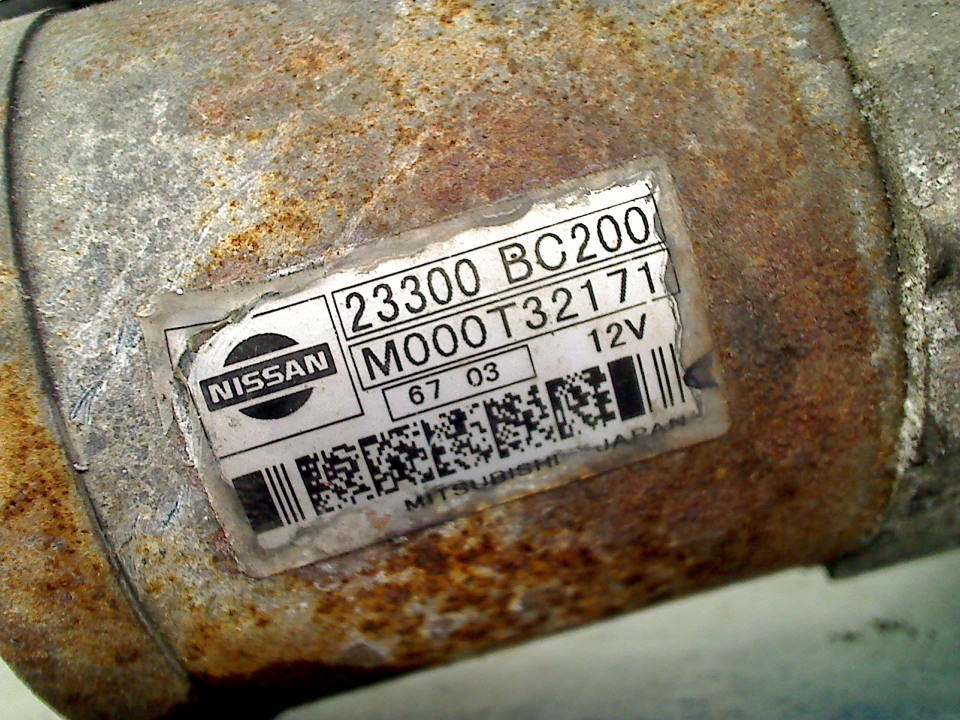 NISSAN
23300 BC200
M000T32171
67 03
12V
MITSUBISHI JAPAN